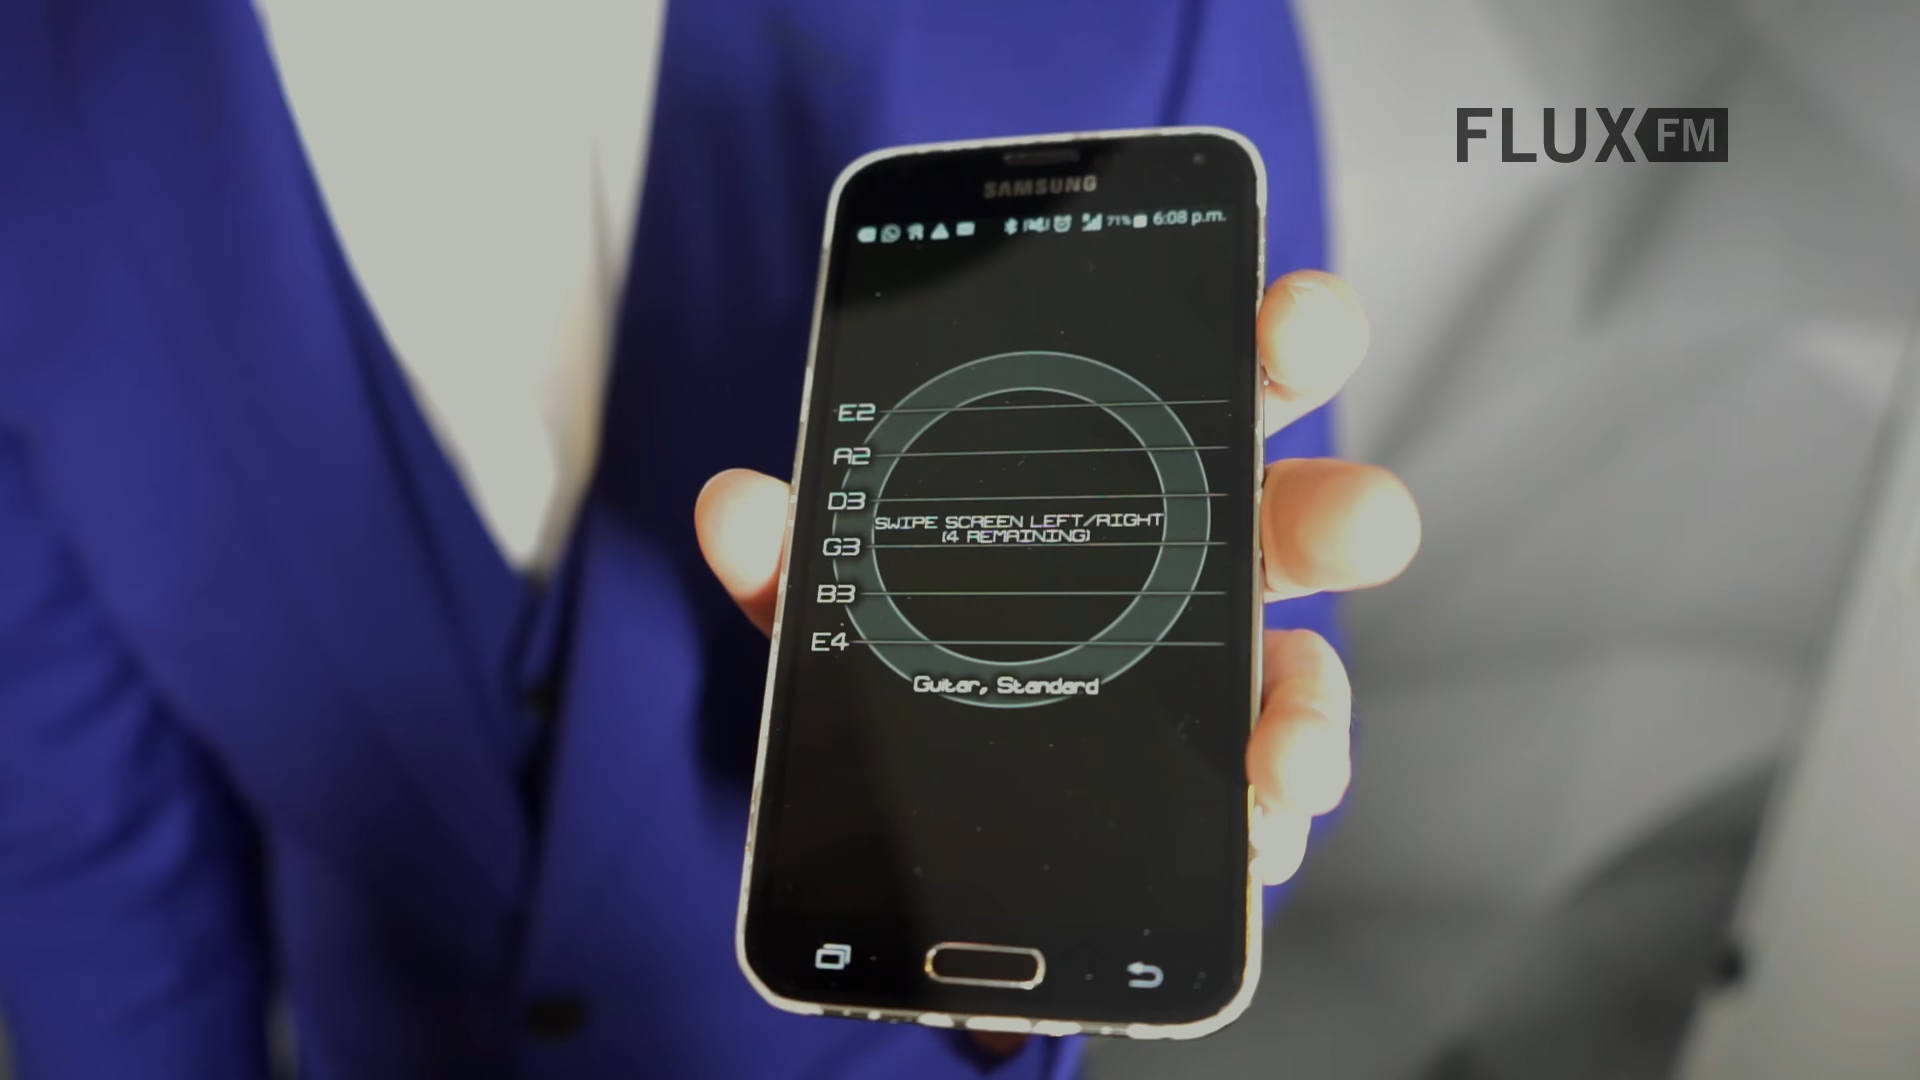 FLUX FM
SAMSUNG
71% 6:08 p.m.
E2
A2
D3
SWIPE SCREEN LEFT/RIGHT
(4 REMAINING)
G3
B3
E4
Guitar, Standard